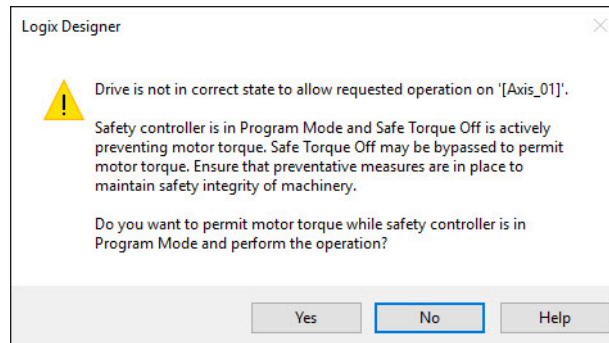 Logix Designer
Drive is not in correct state to allow requested operation on '[Axis_01]'.
Safety controller is in Program Mode and Safe Torque Off is actively
preventing motor torque. Safe Torque Off may be bypassed to permit
motor torque. Ensure that preventative measures are in place to
maintain safety integrity of machinery.
Do you want to permit motor torque while safety controller is in
Program Mode and perform the operation?
Yes No Help